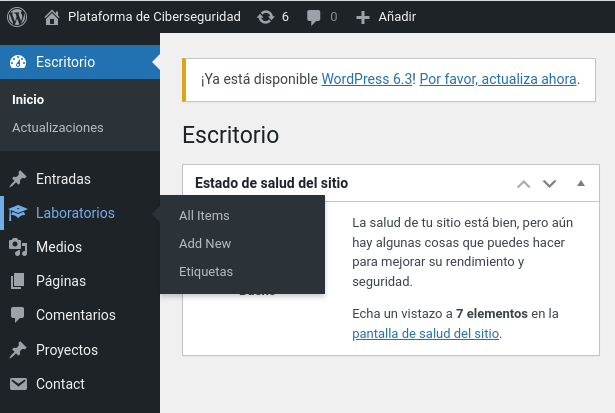 Plataforma de Ciberseguridad 6 0 Añadir
Escritorio
Inicio
Actualizaciones
Entradas
Laboratorios
All Items
Add New
Etiquetas
Medios
Páginas
Comentarios
Proyectos
Contact
¡Ya está disponible WordPress 6.3! Por favor, actualiza ahora.
Escritorio
Estado de salud del sitio
La salud de tu sitio está bien, pero aún
hay algunas cosas que puedes hacer
para mejorar su rendimiento y
seguridad.
Echa un vistazo a 7 elementos en la
pantalla de salud del sitio.